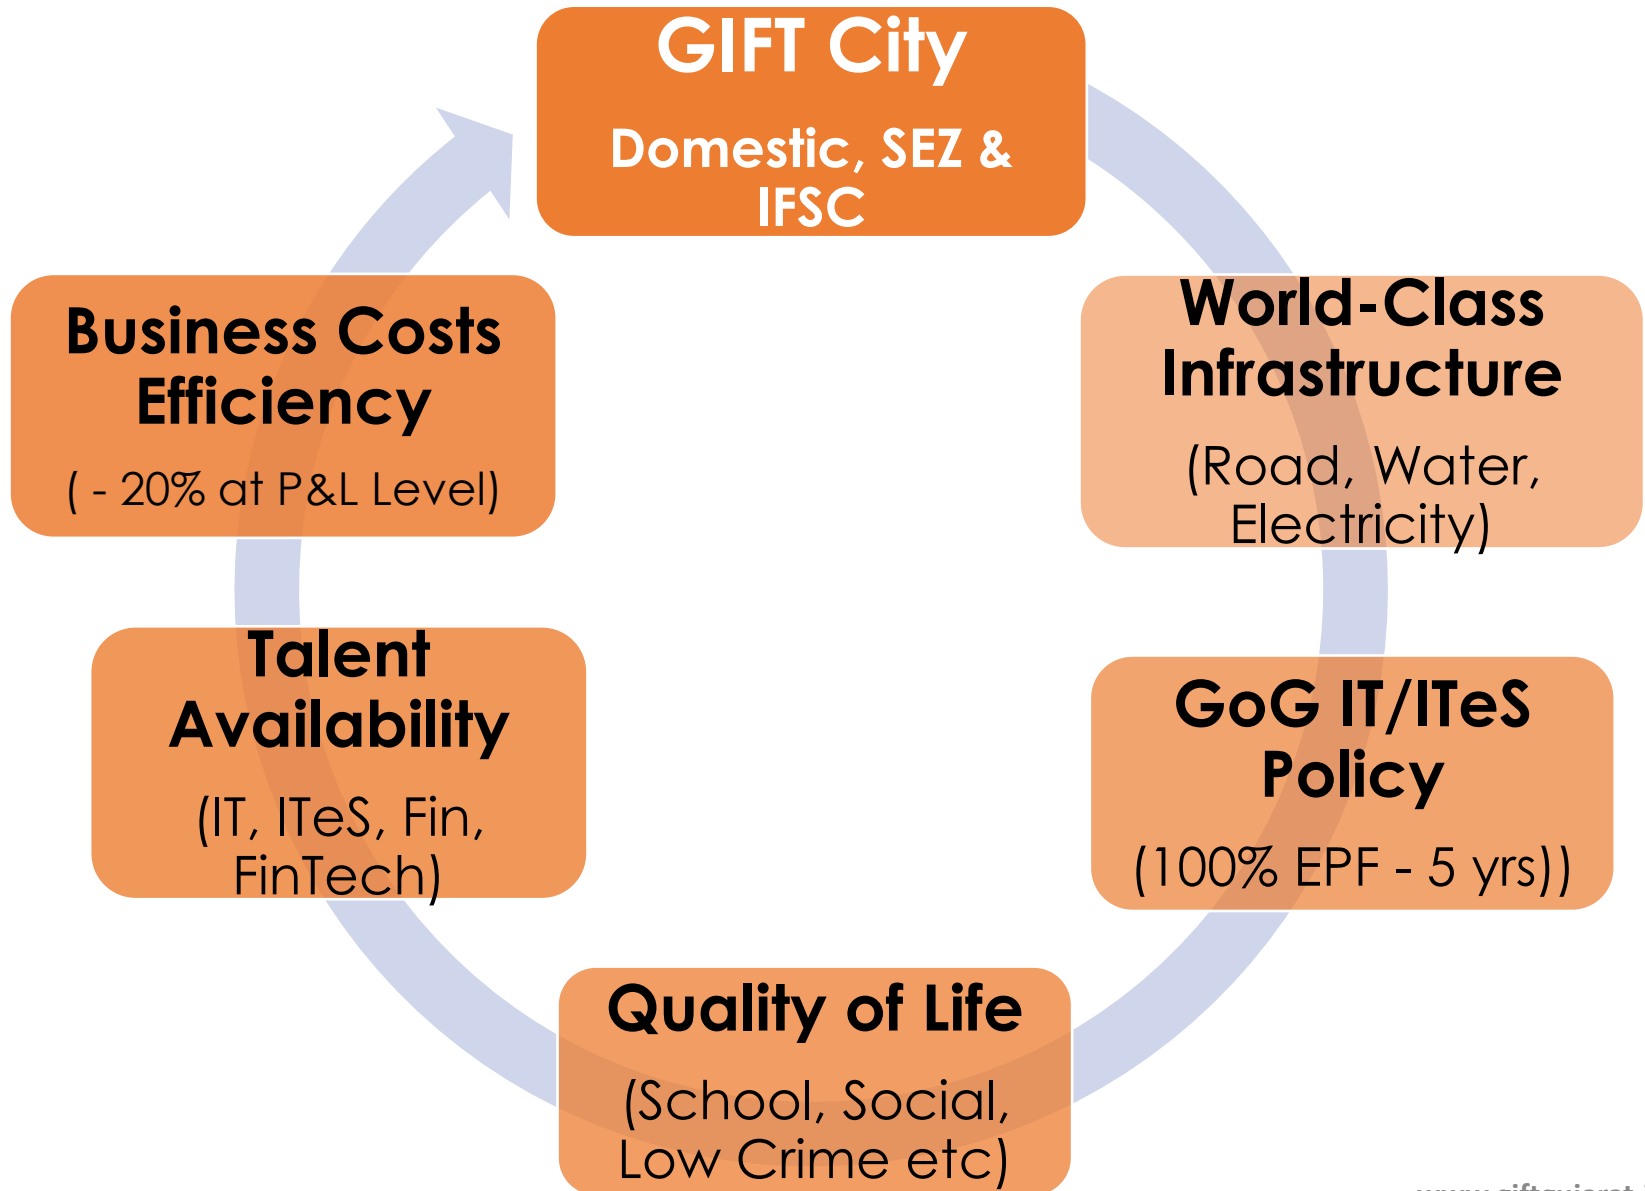 GIFT City
Domestic, SEZ &
IFSC
World-Class
Infrastructure
(Road, Water,
Electricity)
GoG IT/ITeS
Policy
(100% EPF - 5 yrs))
Quality of Life
(School, Social,
Low Crime etc)
Talent
Availability
(IT, ITeS, Fin,
FinTech)
Business Costs
Efficiency
( - 20% at P&L Level)